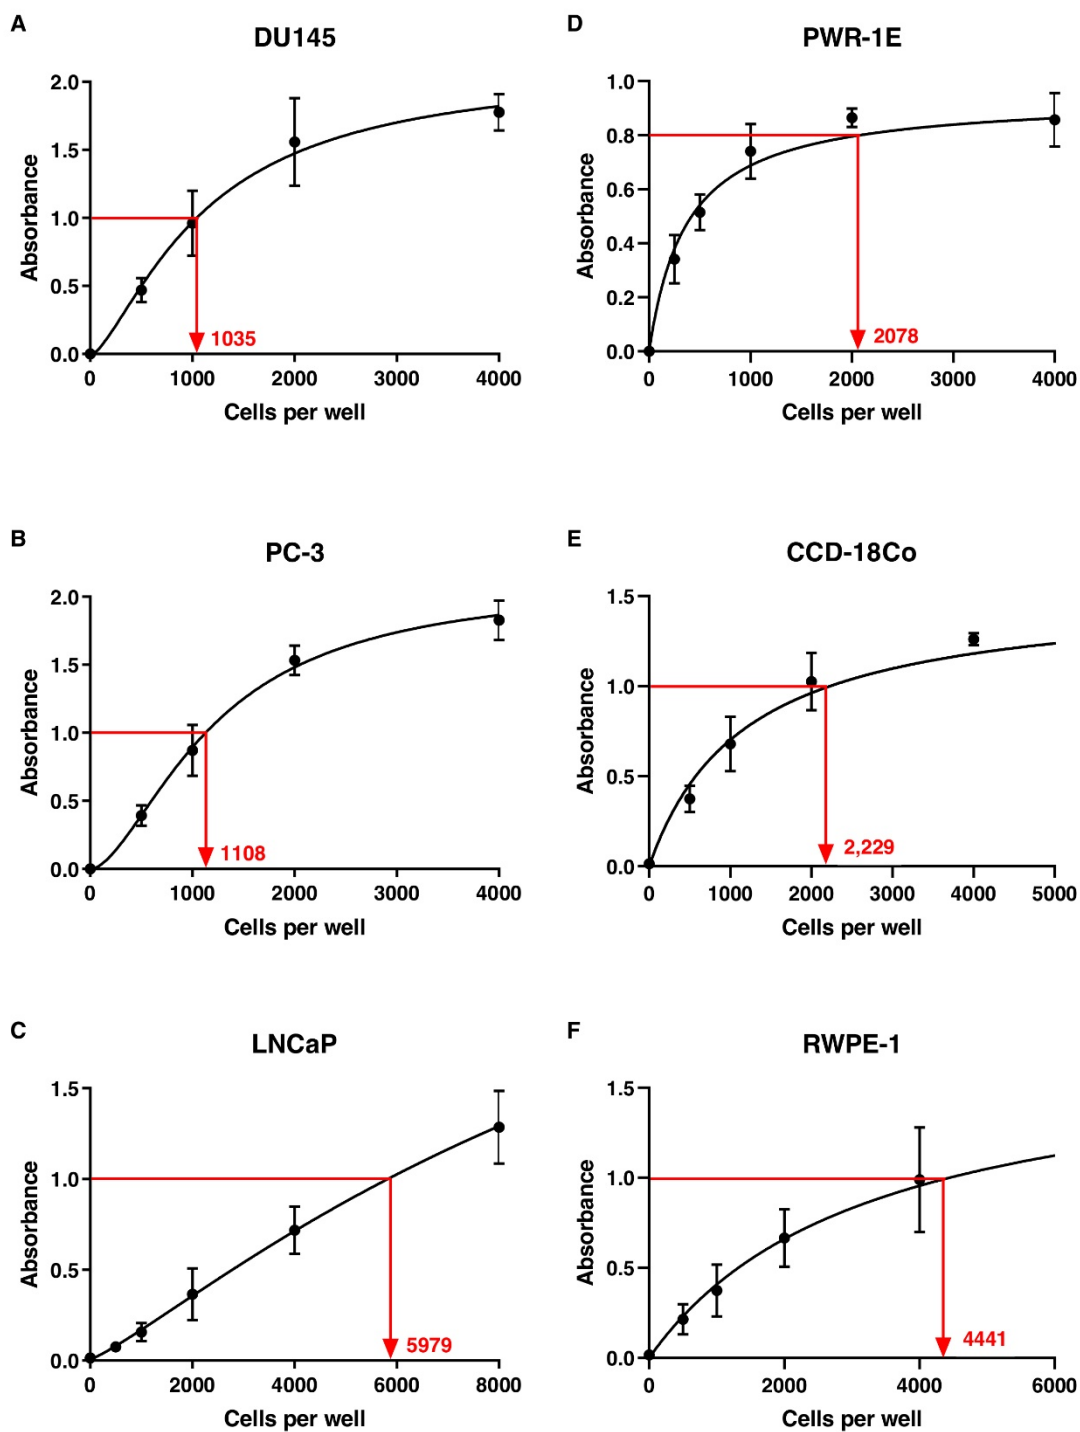 A
DU145
Absorbance
2.0
1.5
1.0
0.5
0.0
1035
0 1000 2000 3000 4000
Cells per well
B
PC-3
Absorbance
2.0
1.5
1.0
0.5
0.0
1108
0 1000 2000 3000 4000
Cells per well
C
LNCaP
Absorbance
1.5
1.0
0.5
0.0
5979
0 2000 4000 6000 8000
Cells per well
D
PWR-1E
Absorbance
1.0
0.8
0.6
0.4
0.2
0.0
2078
0 1000 2000 3000 4000
Cells per well
E
CCD-18Co
Absorbance
1.5
1.0
0.5
0.0
2,229
0 1000 2000 3000 4000 5000
Cells per well
F
RWPE-1
Absorbance
1.5
1.0
0.5
0.0
4441
0 2000 4000 6000
Cells per well